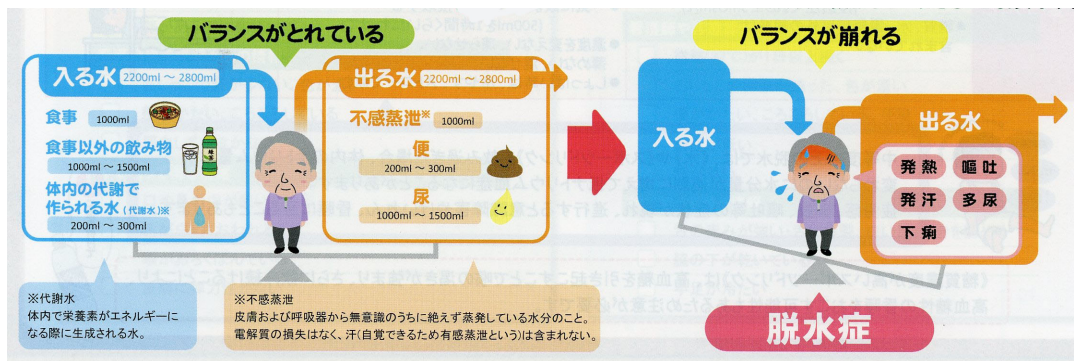 バランスがとれている
入る水 2200ml ～ 2800ml
食事 1000ml
食事以外の飲み物
1000ml ～ 1500ml
体内の代謝で
作られる水(代謝水)※
200ml ～ 300ml
出る水 2200ml ～ 2800ml
不感蒸泄※ 1000ml
便
200ml ～ 300ml
尿
1000ml ～ 1500ml
※代謝水
体内で栄養素がエネルギーに
なる際に生成される水。
※不感蒸泄
皮膚および呼吸器から無意識のうちに絶えず蒸発している水分のこと。
電解質の損失はなく、汗(自覚できるため有感蒸泄という)は含まれない。
バランスが崩れる
入る水
出る水
発熱 嘔吐
発汗 多尿
下痢
脱水症